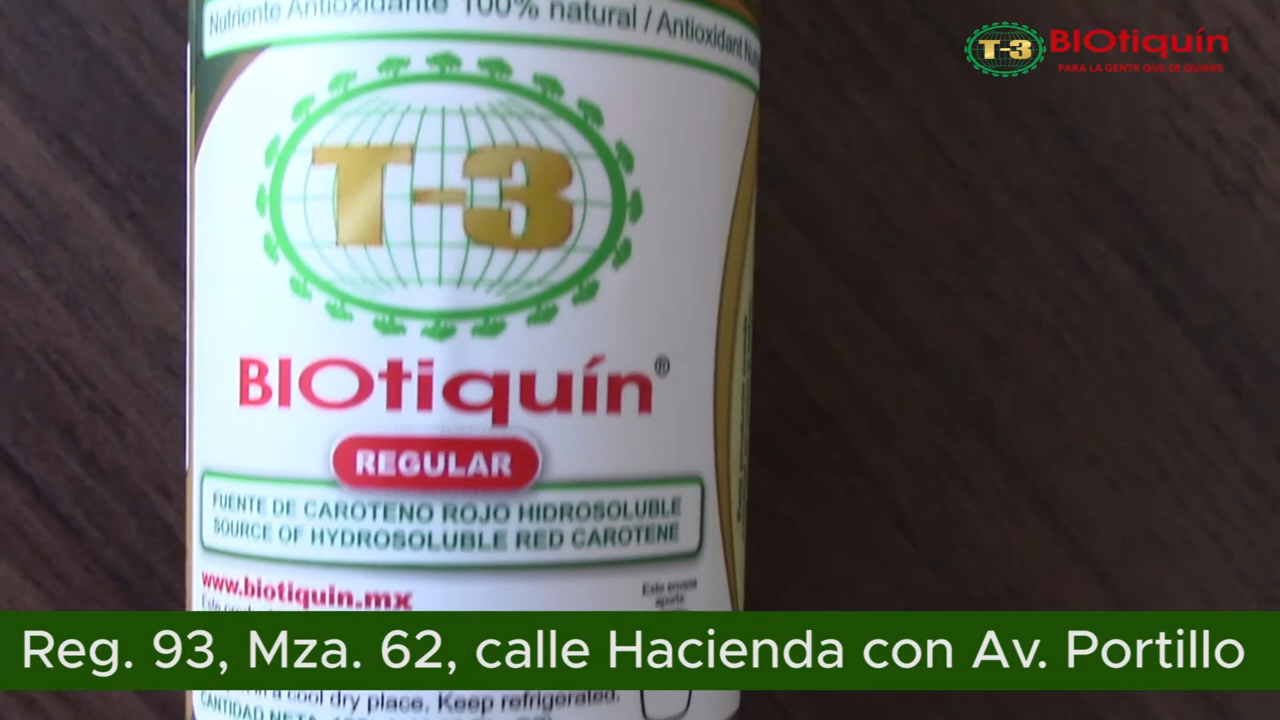 Nutriente Antioxidante 100% natural / Antioxidant
T-3 BIOtiquín
PARA LA GENTE QUE SE QUIERE
T-3
BIOtiquín®
REGULAR
FUENTE DE CAROTENO ROJO HIDROSOLUBLE
SOURCE OF HYDROSOLUBLE RED CAROTENE
www.biotiquin.mx
Este envase
aporta
Reg. 93, Mza. 62, calle Hacienda con Av. Portillo
in a cool dry place. Keep refrigerated.
CANTIDAD NETA